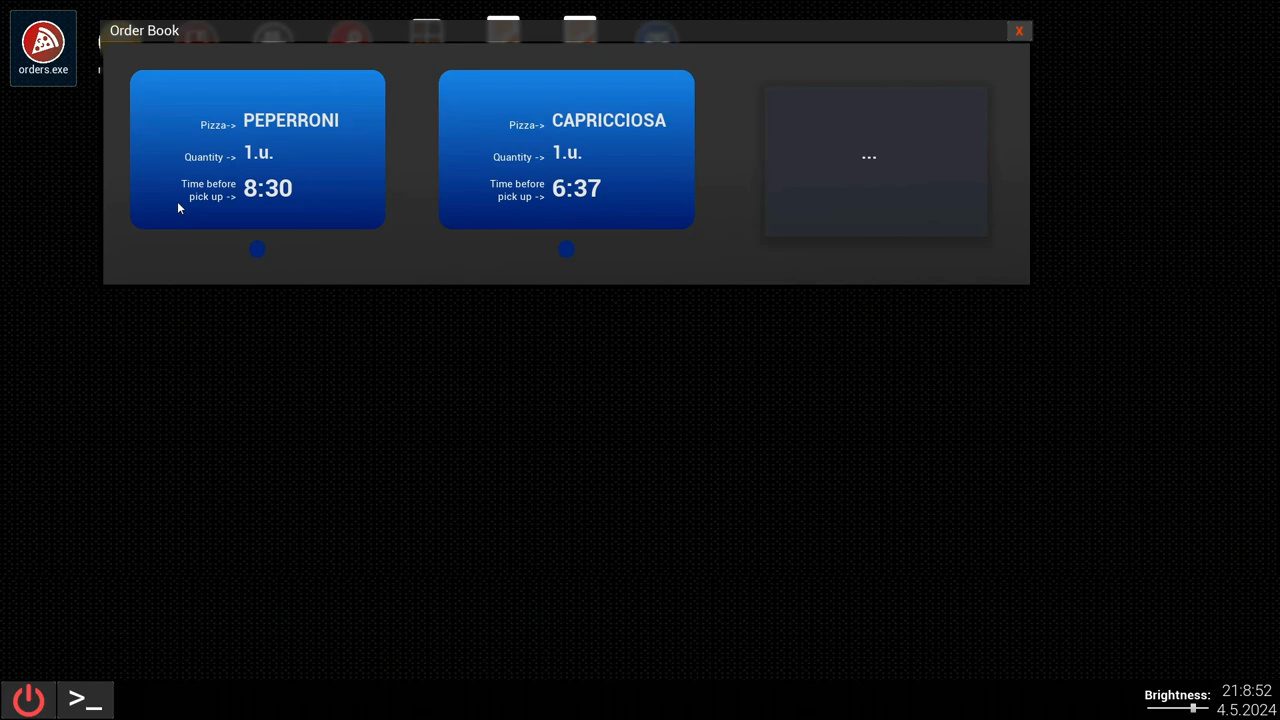 Order Book
X
orders.exe
Pizza-> PEPERRONI
Quantity -> 1.u.
Time before
pick up -> 8:30
Pizza-> CAPRICCIOSA
Quantity -> 1.u.
Time before
pick up -> 6:37
...
>_
Brightness:
21:8:52
4.5.2024